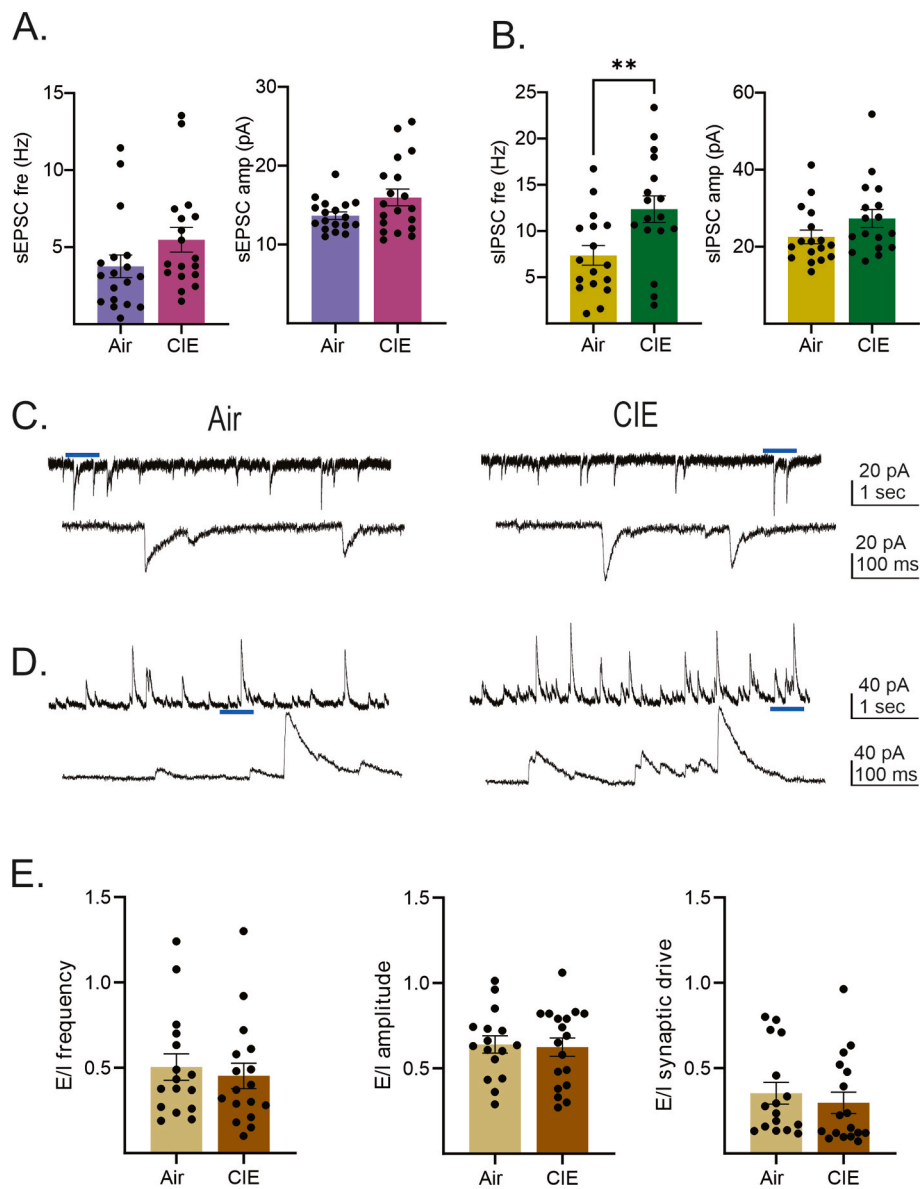 A.
B.
sEPSC fre (Hz)
15
10
5
Air
CIE
sEPSC amp (pA)
30
20
10
Air
CIE
**
sIPSC fre (Hz)
25
20
15
10
5
Air
CIE
sIPSC amp (pA)
60
40
20
Air
CIE
C.
Air
CIE
20 pA
1 sec
20 pA
100 ms
D.
40 pA
1 sec
40 pA
100 ms
E.
E/I frequency
1.5
1.0
0.5
Air
CIE
E/I amplitude
1.5
1.0
0.5
Air
CIE
E/I synaptic drive
1.5
1.0
0.5
Air
CIE